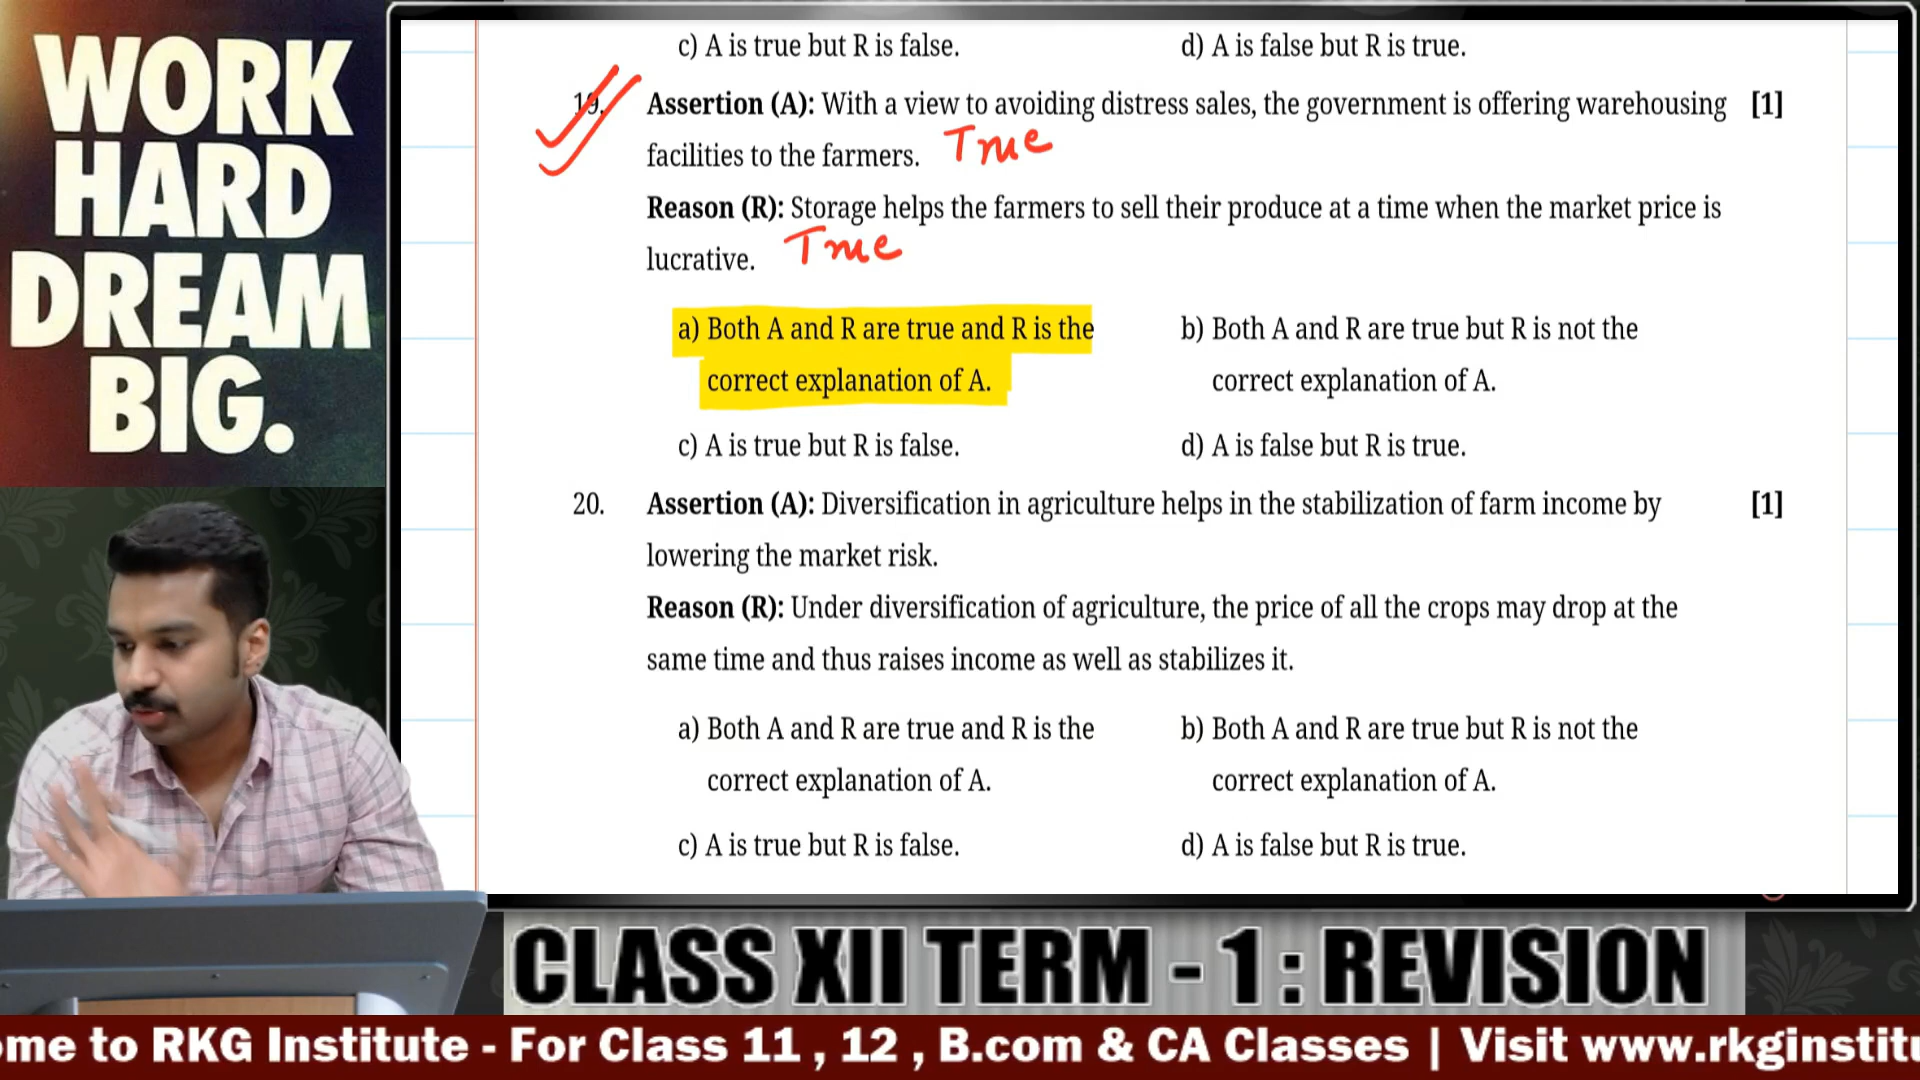 WORK
HARD
DREAM
BIG.
c) A is true but R is false.
d) A is false but R is true.
19. Assertion (A): With a view to avoiding distress sales, the government is offering warehousing [1]
facilities to the farmers. True
Reason (R): Storage helps the farmers to sell their produce at a time when the market price is
lucrative. True
a) Both A and R are true and R is the
correct explanation of A.
b) Both A and R are true but R is not the
correct explanation of A.
c) A is true but R is false.
d) A is false but R is true.
20. Assertion (A): Diversification in agriculture helps in the stabilization of farm income by [1]
lowering the market risk.
Reason (R): Under diversification of agriculture, the price of all the crops may drop at the
same time and thus raises income as well as stabilizes it.
a) Both A and R are true and R is the
correct explanation of A.
b) Both A and R are true but R is not the
correct explanation of A.
c) A is true but R is false.
d) A is false but R is true.
CLASS XII TERM - 1 : REVISION
ome to RKG Institute - For Class 11 , 12 , B.com & CA Classes | Visit www.rkginstitu